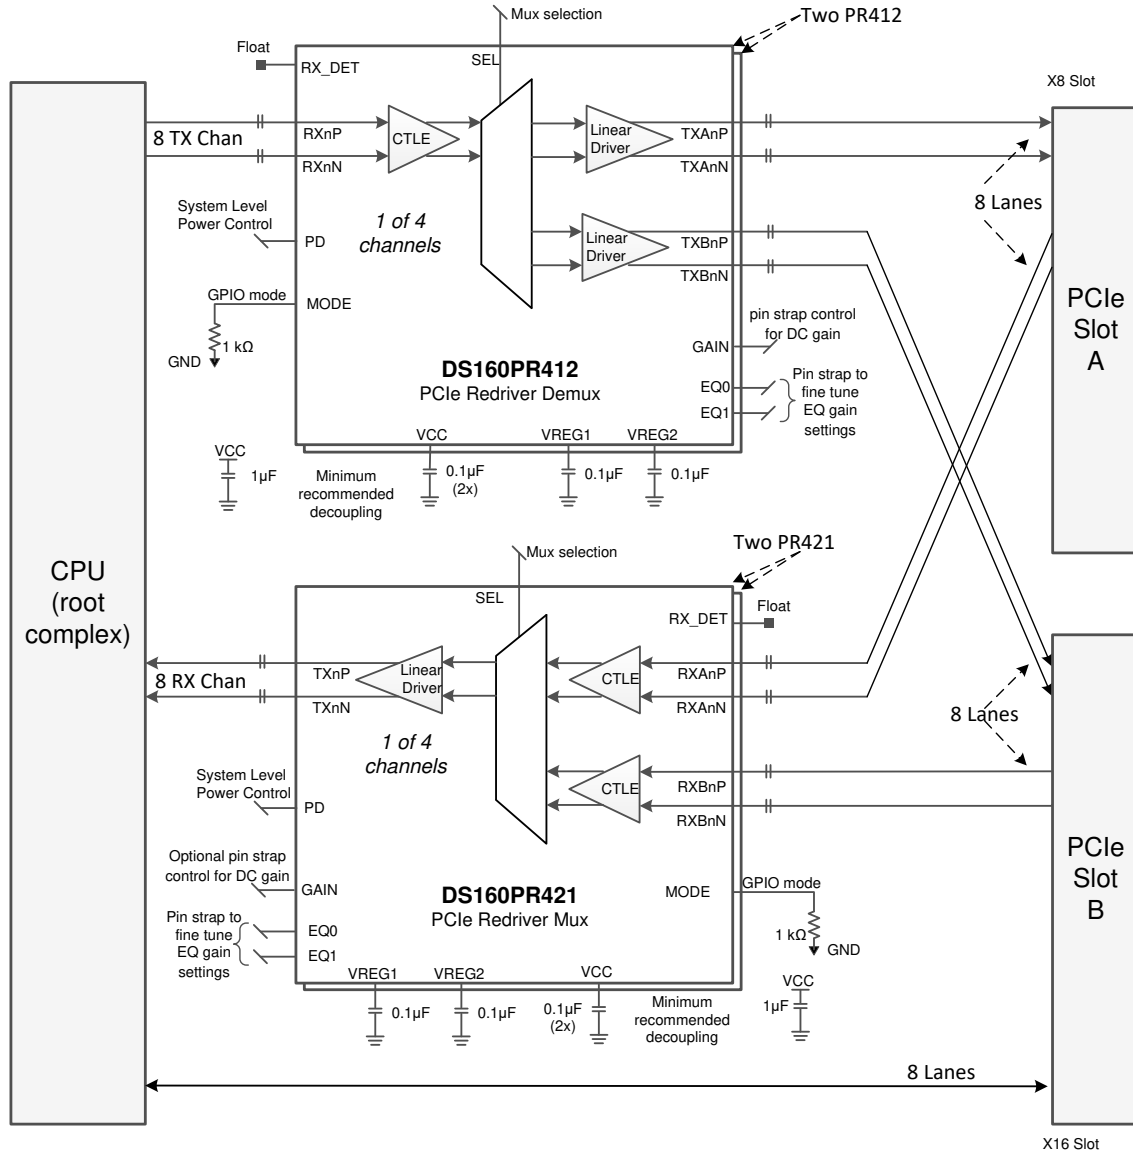 Mux selection
Two PR412
Float
RX_DET
SEL
X8 Slot
8 TX Chan
RXnP
RXnN
CTLE
Linear
Driver
TXAnP
TXAnN
8 Lanes
System Level
Power Control
PD
1 of 4
channels
Linear
Driver
TXBnP
TXBnN
GPIO mode
MODE
1 kΩ
GND
pin strap control
for DC gain
GAIN
DS160PR412
PCIe Redriver Demux
EQ0
EQ1
Pin strap to
fine tune
EQ gain
settings
PCIe
Slot
A
VCC
VREG1
VREG2
VCC
1µF
Minimum
recommended
decoupling
0.1µF
(2x)
0.1µF
0.1µF
CPU
(root
complex)
Mux selection
Two PR421
SEL
RX_DET
Float
8 RX Chan
TXnP
TXnN
Linear
Driver
CTLE
RXAnP
RXAnN
8 Lanes
1 of 4
channels
System Level
Power Control
PD
CTLE
RXBnP
RXBnN
Optional pin strap
control for DC gain
GAIN
DS160PR421
PCIe Redriver Mux
MODE
GPIO mode
1 kΩ
GND
Pin strap to
fine tune
EQ gain
settings
EQ0
EQ1
PCIe
Slot
B
VREG1
VREG2
VCC
0.1µF
0.1µF
0.1µF
(2x)
Minimum
recommended
decoupling
VCC
1µF
8 Lanes
X16 Slot